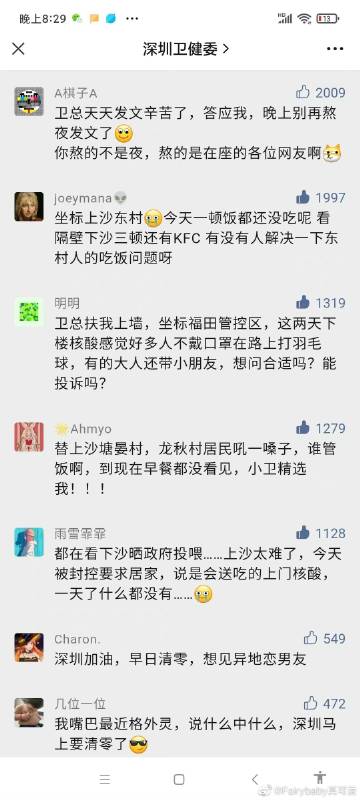 晚上8:29
13
深圳卫健委
A棋子A
2009
卫总天天发文辛苦了，答应我，晚上别再熬
夜发文了
你熬的不是夜，熬的是在座的各位网友啊
joeymana
1997
坐标上沙东村 今天一顿饭都还没吃呢 看
隔壁下沙三顿还有KFC 有没有人解决一下东
村人的吃饭问题呀
明明
1319
卫总扶我上墙，坐标福田管控区，这两天下
楼核酸感觉好多人不戴口罩在路上打羽毛
球，有的大人还带小朋友，想问合适吗？能
投诉吗？
Ahmyo
1279
替上沙塘晏村，龙秋村居民吼一嗓子，谁管
饭啊，到现在早餐都没看见，小卫精选
我！！！
雨雪霏霏
1128
都在看下沙晒政府投喂……上沙太难了，今天
被封控要求居家，说是会送吃的上门核酸，
一天了什么都没有……
Charon.
549
深圳加油，早日清零，想见异地恋男友
几位一位
472
我嘴巴最近格外灵，说什么中什么，深圳马
上要清零了